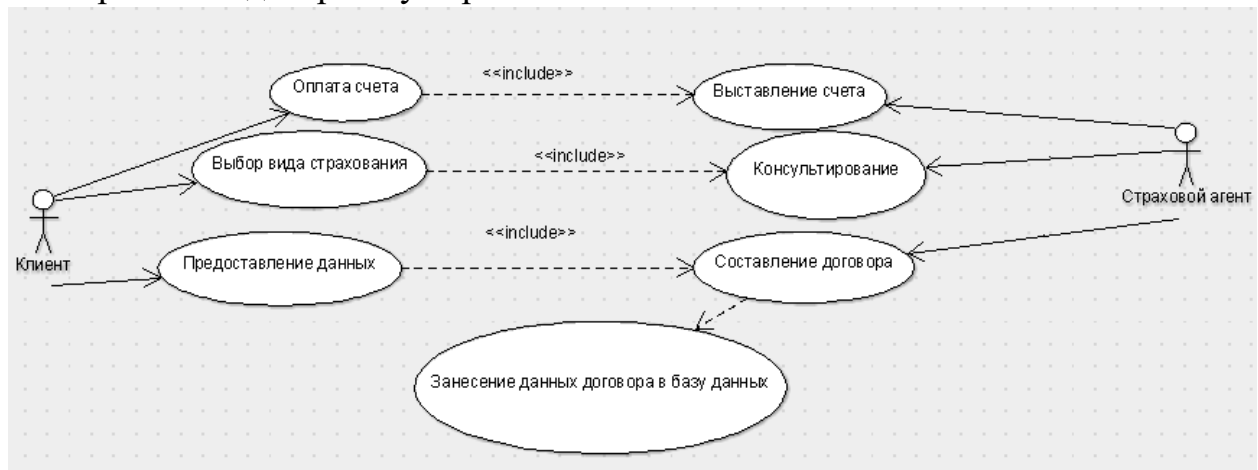 <<include>>
Оплата счета
Выставление счета
<<include>>
Выбор вида страхования
Консультирование
Страховой агент
<<include>>
Клиент
Предоставление данных
Составление договора
Занесение данных договора в базу данных